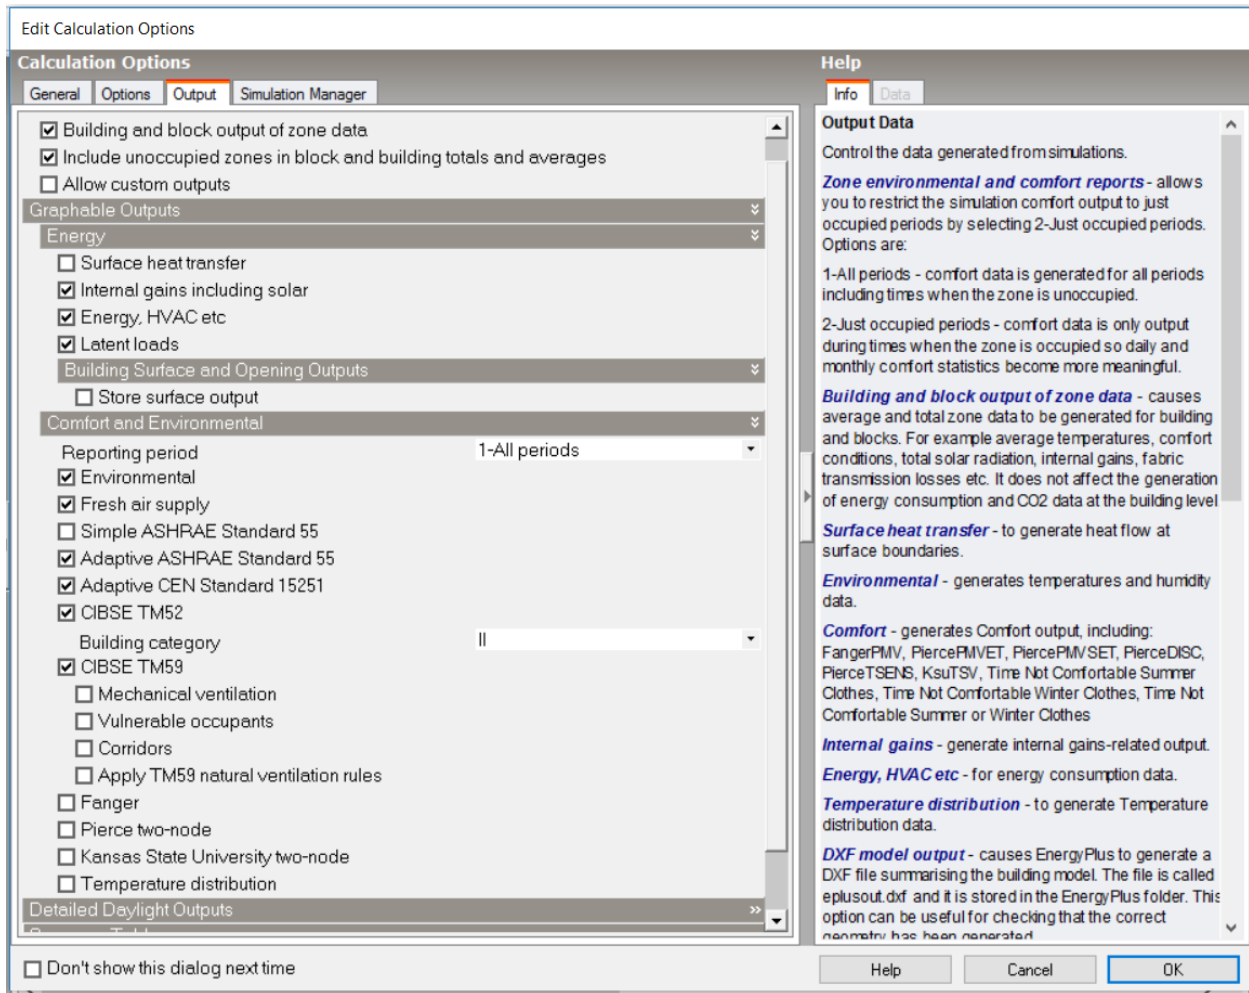 Edit Calculation Options
Calculation Options
General
Options
Output
Simulation Manager
Building and block output of zone data
Include unoccupied zones in block and building totals and averages
Allow custom outputs
Graphable Outputs
Energy
Surface heat transfer
Internal gains including solar
Energy, HVAC etc
Latent loads
Building Surface and Opening Outputs
Store surface output
Comfort and Environmental
Reporting period 1-All periods
Environmental
Fresh air supply
Simple ASHRAE Standard 55
Adaptive ASHRAE Standard 55
Adaptive CEN Standard 15251
CIBSE TM52
Building category II
CIBSE TM59
Mechanical ventilation
Vulnerable occupants
Corridors
Apply TM59 natural ventilation rules
Fanger
Pierce two-node
Kansas State University two-node
Temperature distribution
Detailed Daylight Outputs
Don't show this dialog next time
Help
Info
Data
Output Data
Control the data generated from simulations.
Zone environmental and comfort reports - allows
you to restrict the simulation comfort output to just
occupied periods by selecting 2-Just occupied periods.
Options are:
1-All periods - comfort data is generated for all periods
including times when the zone is unoccupied.
2-Just occupied periods - comfort data is only output
during times when the zone is occupied so daily and
monthly comfort statistics become more meaningful.
Building and block output of zone data - causes
average and total zone data to be generated for building
and blocks. For example average temperatures, comfort
conditions, total solar radiation, internal gains, fabric
transmission losses etc. It does not affect the generation
of energy consumption and CO2 data at the building level
Surface heat transfer - to generate heat flow at
surface boundaries.
Environmental - generates temperatures and humidity
data.
Comfort - generates Comfort output, including:
FangerPMV, PiercePMVET, PiercePMVSET, PierceDISC,
PierceTSENS, KsuTSV, Time Not Comfortable Summer
Clothes, Time Not Comfortable Winter Clothes, Time Not
Comfortable Summer or Winter Clothes
Internal gains - generate internal gains-related output.
Energy, HVAC etc - for energy consumption data.
Temperature distribution - to generate Temperature
distribution data.
DXF model output - causes EnergyPlus to generate a
DXF file summarising the building model. The file is called
eplusout.dxf and it is stored in the EnergyPlus folder. This
option can be useful for checking that the correct
geometry has been generated
Help
Cancel
OK